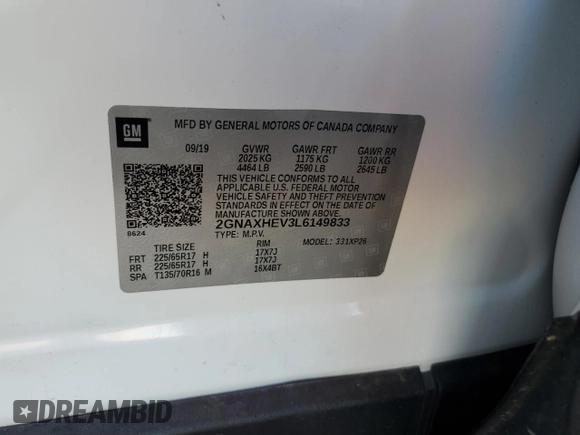 GM
MFD BY GENERAL MOTORS OF CANADA COMPANY
09/19 GVWR GAWR FRT GAWR RR
2025 KG 1175 KG 1200 KG
4464 LB 2590 LB 2645 LB
THIS VEHICLE CONFORMS TO ALL
APPLICABLE U.S. FEDERAL MOTOR
VEHICLE SAFETY AND BUMPER
STANDARDS IN EFFECT ON THE DATE
OF MANUFACTURE SHOWN ABOVE.
2GNAXHEV3L6149833
8624 TYPE: M.P.V. MODEL: 331XP26
TIRE SIZE RIM
FRT 225/65R17 H 17X7J
RR 225/65R17 H 17X7J
SPA T135/70R16 M 16X4BT
DREAMBID